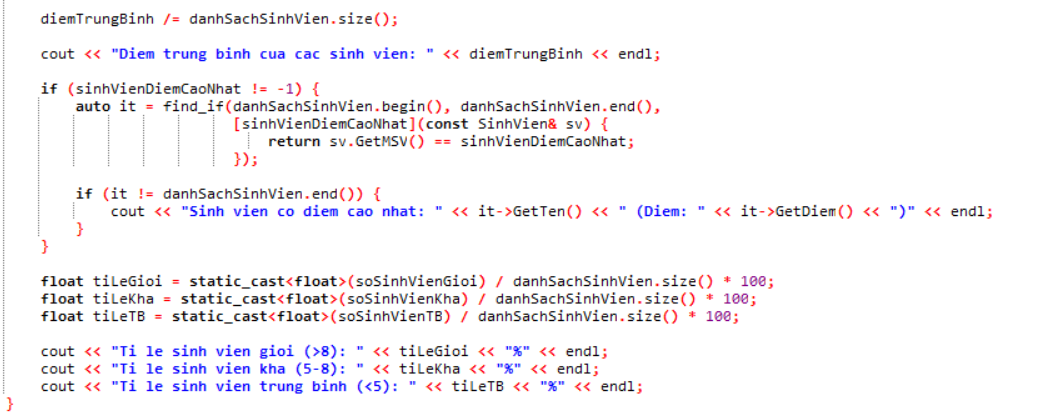 diemTrungBinh /= danhSachSinhVien.size();
cout << "Diem trung binh cua cac sinh vien: " << diemTrungBinh << endl;
if (sinhVienDiemCaoNhat != -1) {
auto it = find_if(danhSachSinhVien.begin(), danhSachSinhVien.end(),
[sinhVienDiemCaoNhat](const SinhVien& sv) {
return sv.GetMSV() == sinhVienDiemCaoNhat;
});
if (it != danhSachSinhVien.end()) {
cout << "Sinh vien co diem cao nhat: " << it->GetTen() << " (Diem: " << it->GetDiem() << ")" << endl;
}
}
float tiLeGioi = static_cast<float>(soSinhVienGioi) / danhSachSinhVien.size() * 100;
float tiLeKha = static_cast<float>(soSinhVienKha) / danhSachSinhVien.size() * 100;
float tiLeTB = static_cast<float>(soSinhVienTB) / danhSachSinhVien.size() * 100;
cout << "Ti le sinh vien gioi (>8): " << tiLeGioi << "%" << endl;
cout << "Ti le sinh vien kha (5-8): " << tiLeKha << "%" << endl;
cout << "Ti le sinh vien trung binh (<5): " << tiLeTB << "%" << endl;
}